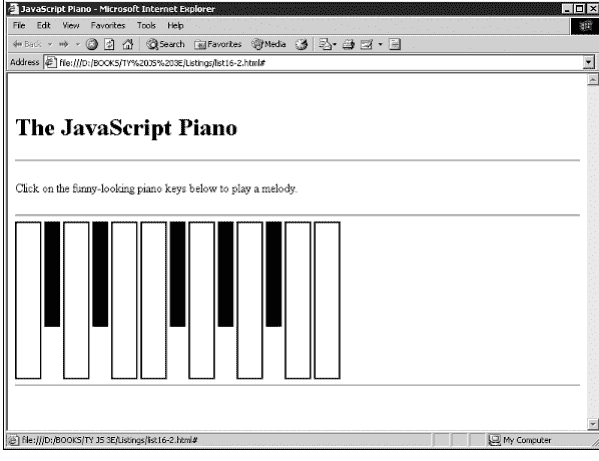 JavaScript Piano - Microsoft Internet Explorer
File Edit View Favorites Tools Help
Back Search Favorites Media
Address file:///D:/BOOKS/TY%20JS%203E/Listings/list16-2.html#
The JavaScript Piano
Click on the funny-looking piano keys below to play a melody.
file:///D:/BOOKS/TY JS 3E/Listings/list16-2.html# My Computer